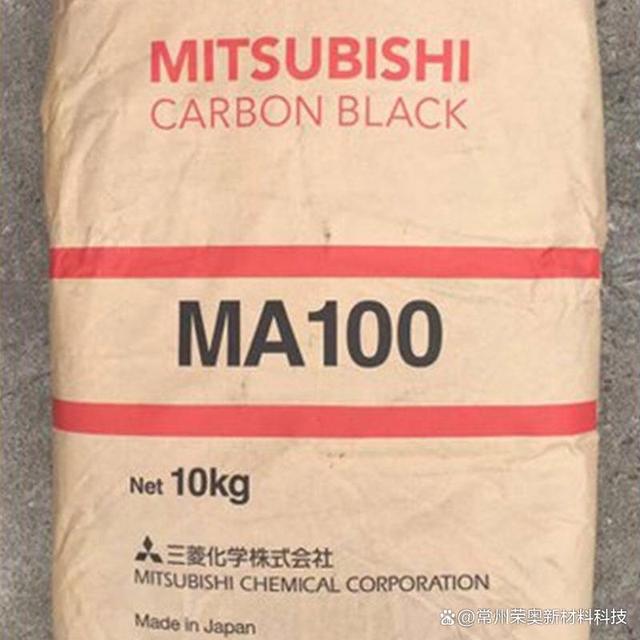 MITSUBISHI
CARBON BLACK
MA100
Net 10kg
三菱化学株式会社
MITSUBISHI CHEMICAL CORPORATION
Made in Japan
@常州荣奥新材料科技